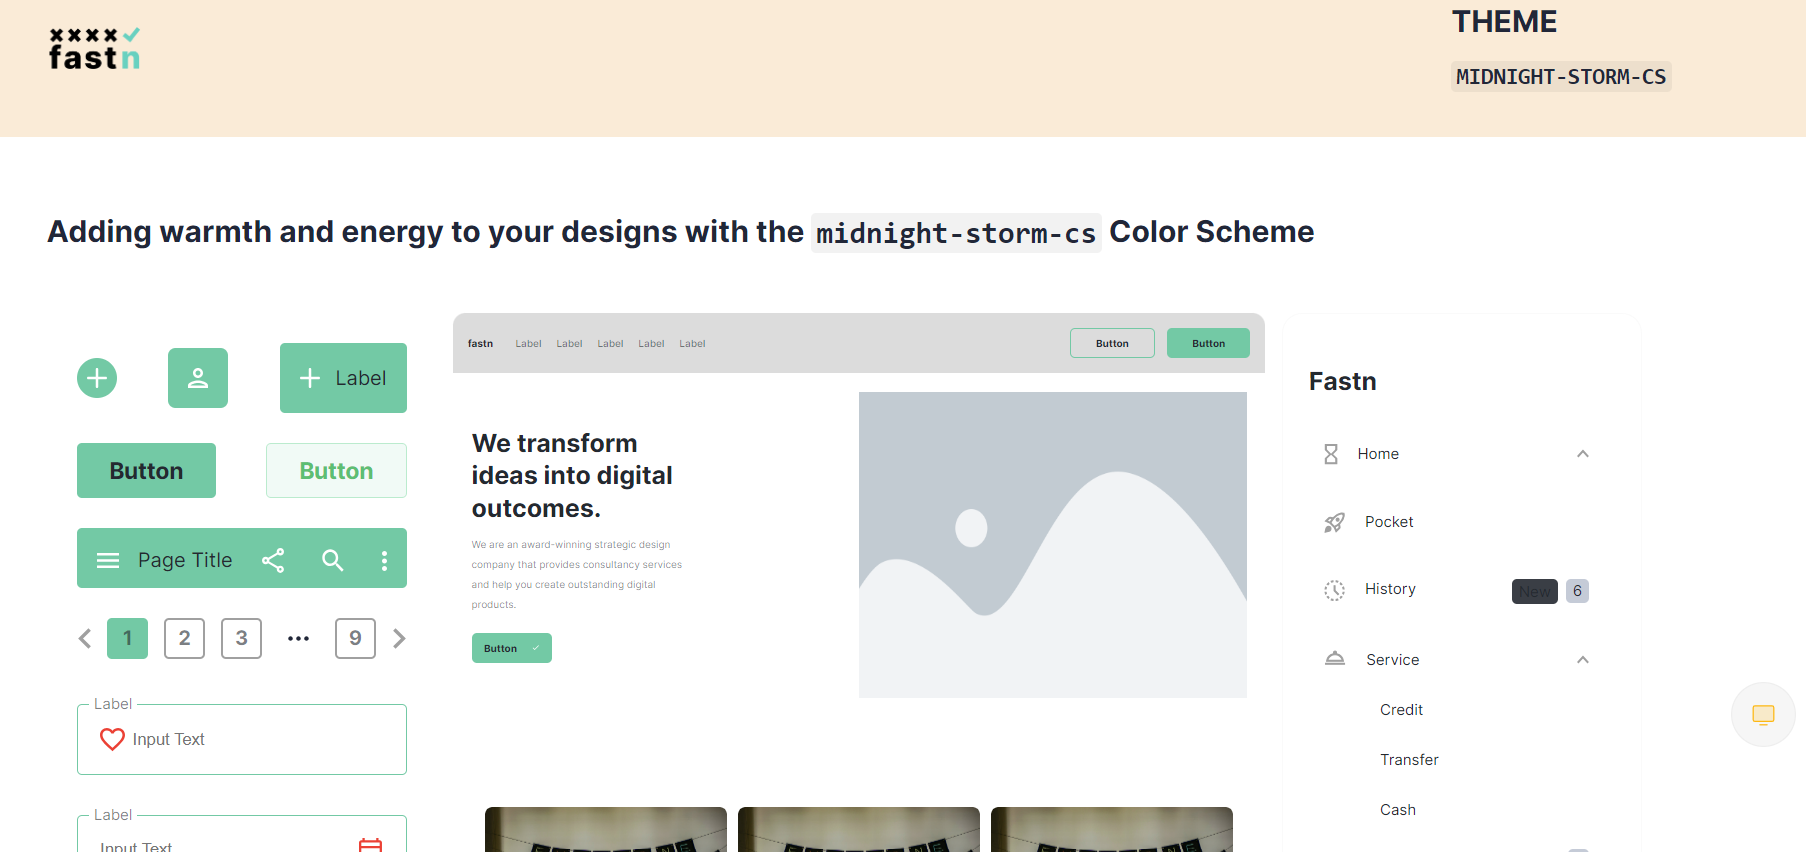 xxxx✓
fastn
THEME
MIDNIGHT-STORM-CS
Adding warmth and energy to your designs with the midnight-storm-cs Color Scheme
Label
Button
Button
Page Title
1
2
3
•••
9
Label
Input Text
Label
Input Text
fastn
Label
Label
Label
Label
Label
Button
Button
We transform
ideas into digital
outcomes.
We are an award-winning strategic design
company that provides consultancy services
and help you create outstanding digital
products.
Button
Fastn
Home
Pocket
History
New
6
Service
Credit
Transfer
Cash